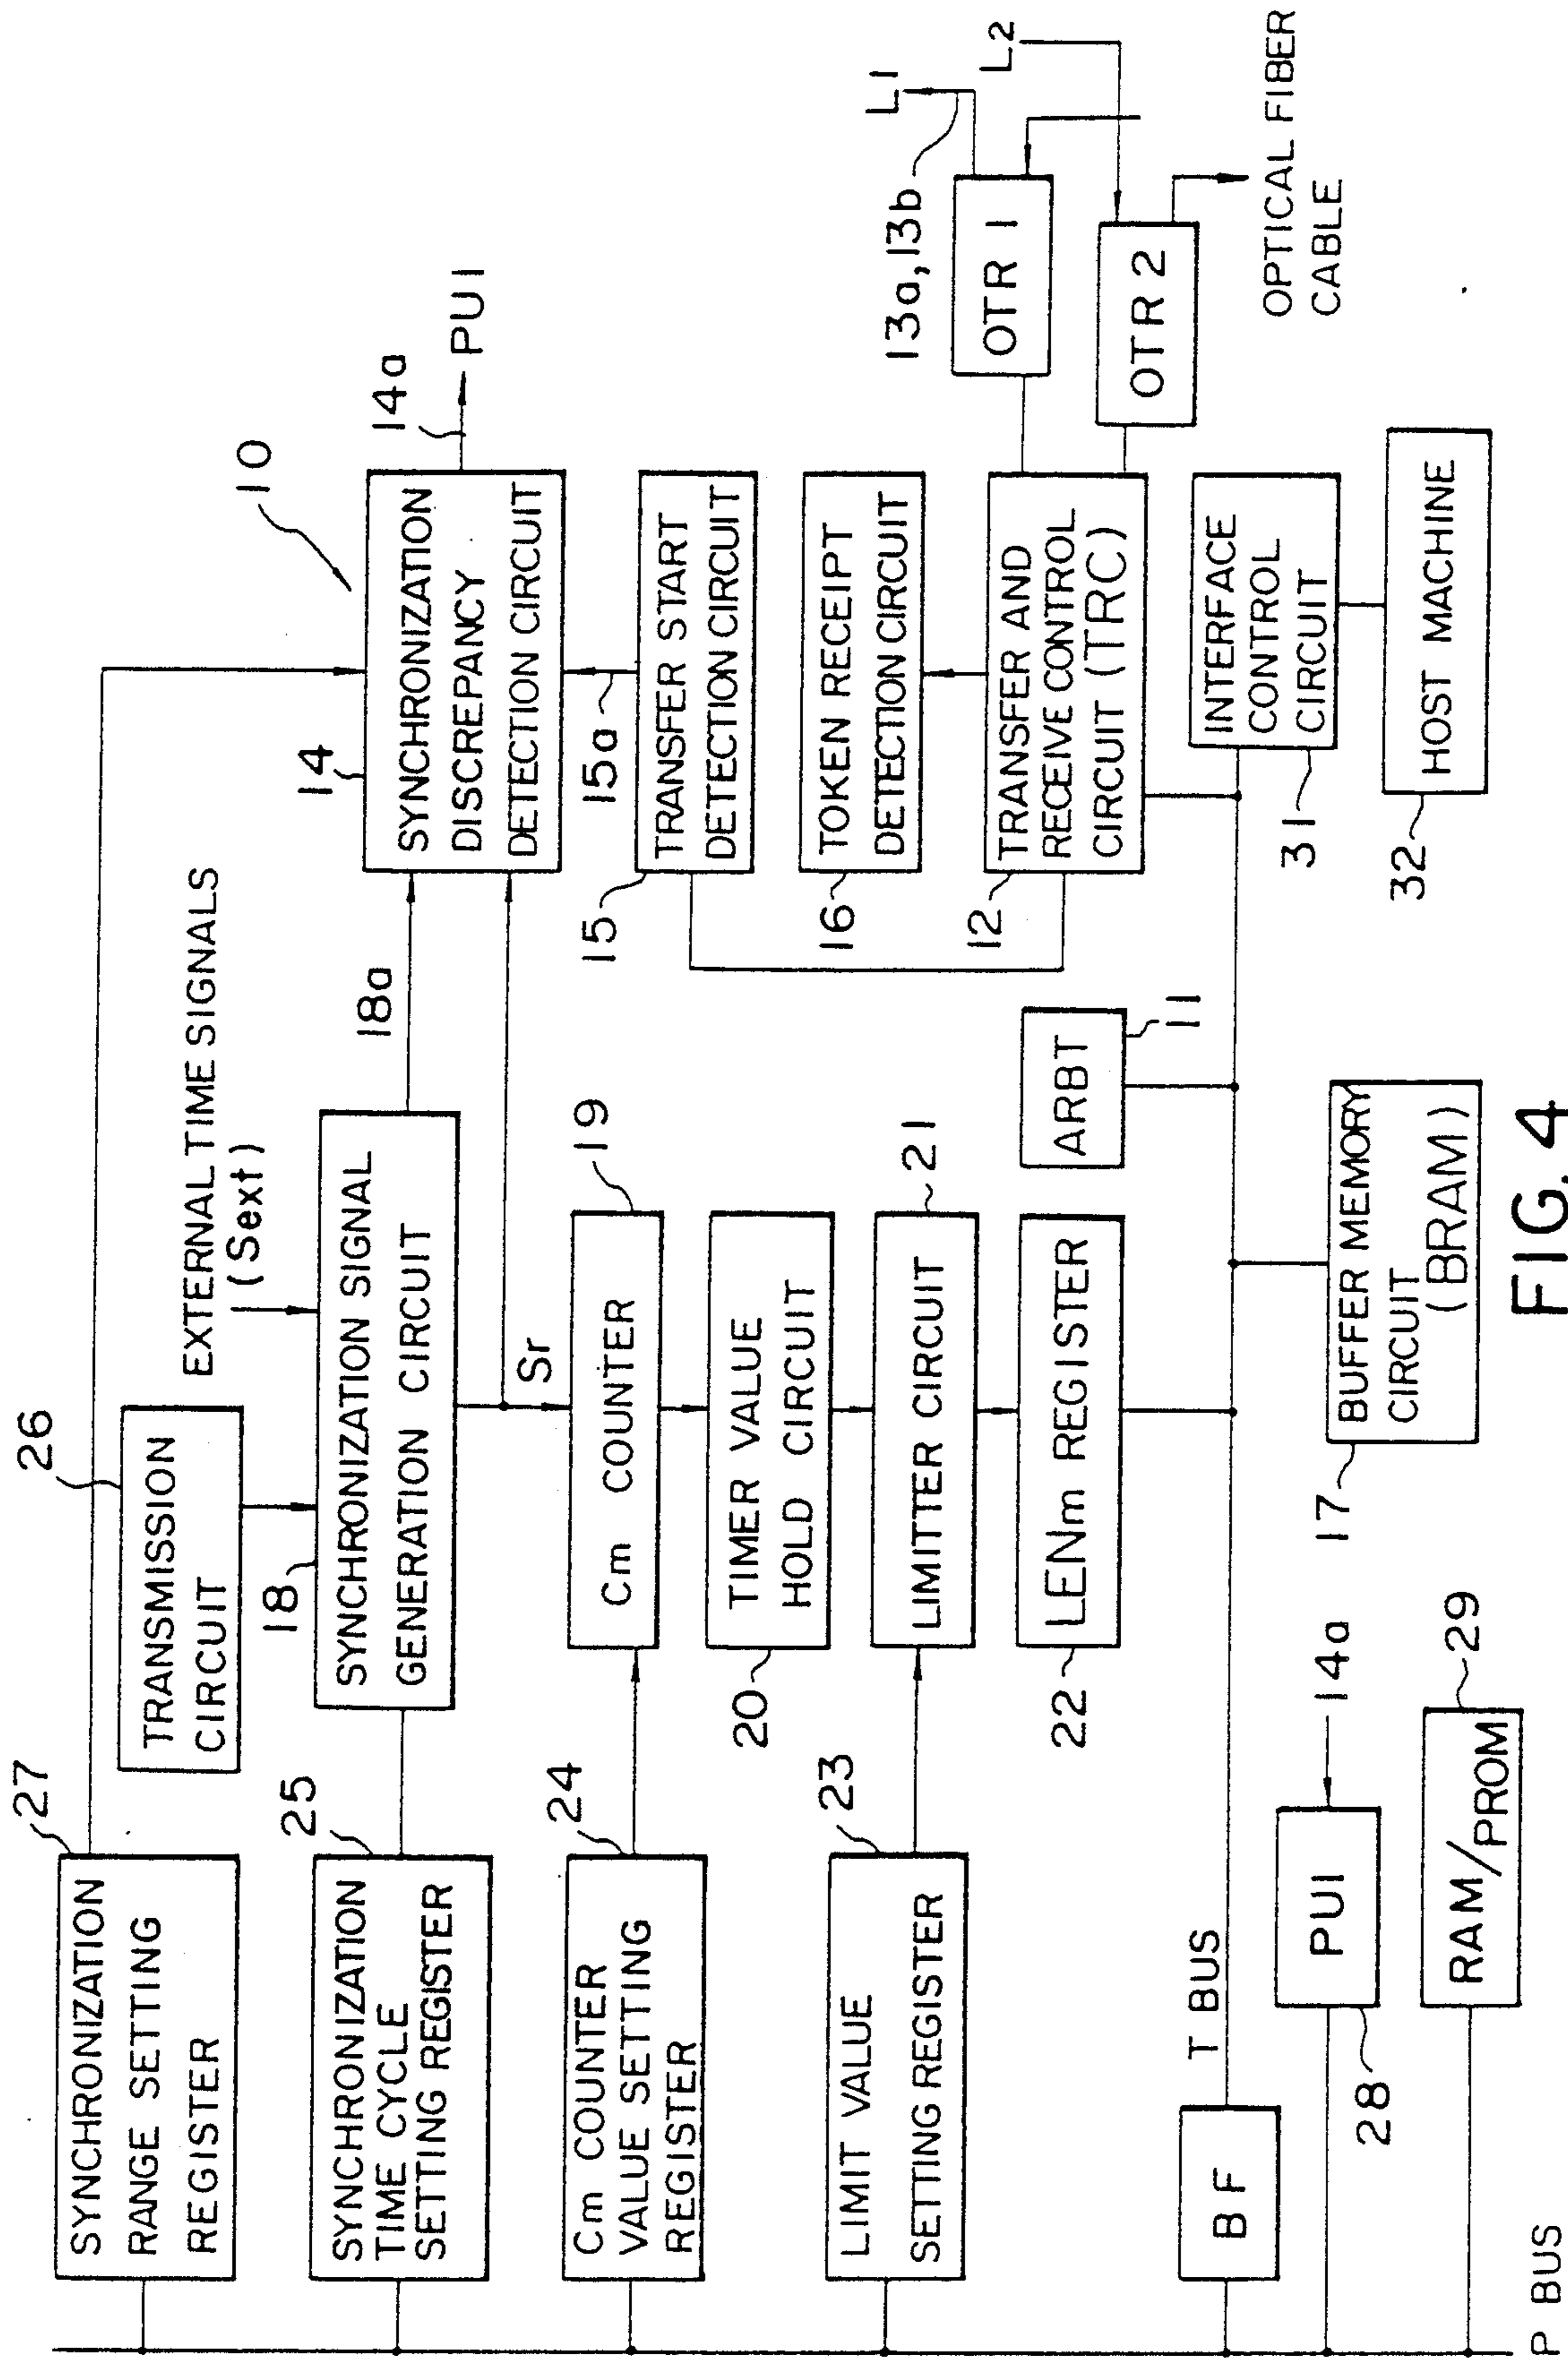 27
SYNCHRONIZATION
RANGE SETTING
REGISTER
26
TRANSMISSION
CIRCUIT
EXTERNAL TIME SIGNALS
(Sext)
10
25
SYNCHRONIZATION
TIME CYCLE
SETTING REGISTER
18
SYNCHRONIZATION SIGNAL
GENERATION CIRCUIT
18a
14
SYNCHRONIZATION
DISCREPANCY
DETECTION CIRCUIT
14a
PU1
Sr
15a
24
Cm COUNTER
VALUE SETTING
REGISTER
19
Cm COUNTER
15
TRANSFER START
DETECTION CIRCUIT
20
TIMER VALUE
HOLD CIRCUIT
16
TOKEN RECEIPT
DETECTION CIRCUIT
23
LIMIT VALUE
SETTING REGISTER
21
LIMITTER CIRCUIT
22
LENm REGISTER
ARBT
11
12
TRANSFER AND
RECEIVE CONTROL
CIRCUIT (TRC)
13a,13b
OTR 1
L1
L2
OTR 2
OPTICAL FIBER
CABLE
BF
T BUS
PU1
28
14a
RAM/PROM
29
17
BUFFER MEMORY
CIRCUIT
(BRAM)
INTERFACE
CONTROL
CIRCUIT
31
HOST MACHINE
32
P BUS
FIG. 4